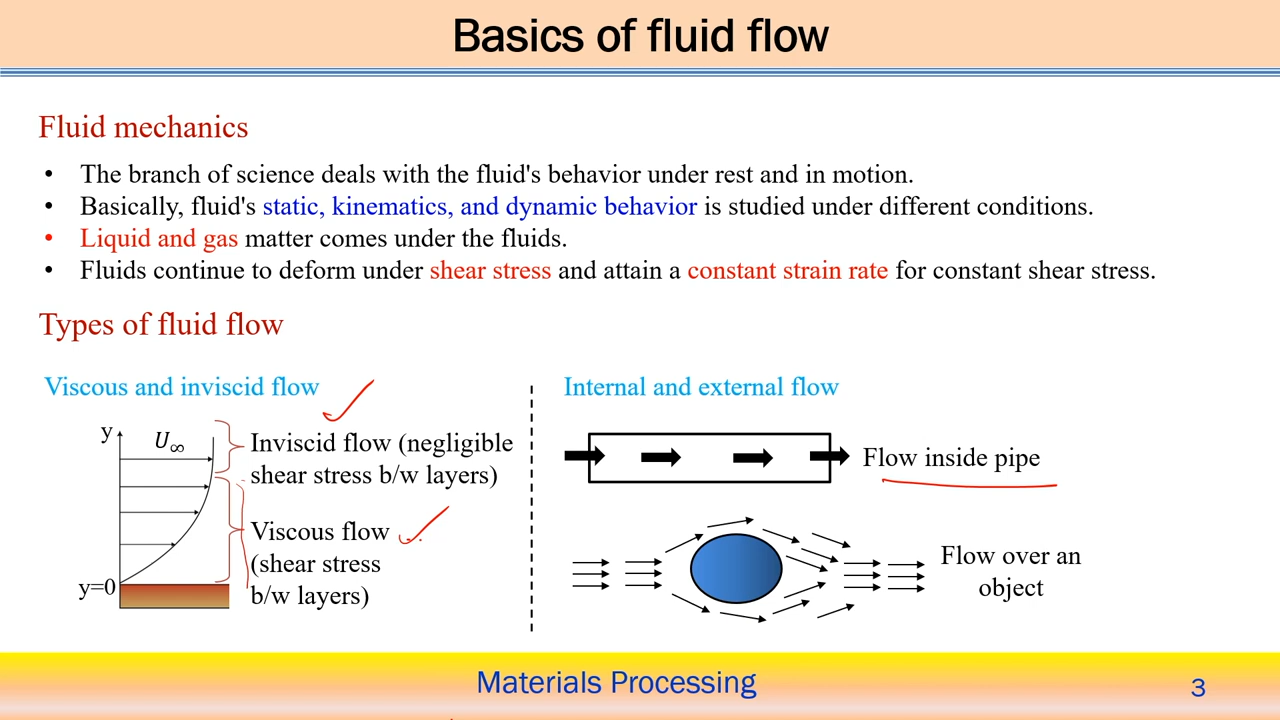 Basics of fluid flow
Fluid mechanics
• The branch of science deals with the fluid's behavior under rest and in motion.
• Basically, fluid's static, kinematics, and dynamic behavior is studied under different conditions.
• Liquid and gas matter comes under the fluids.
• Fluids continue to deform under shear stress and attain a constant strain rate for constant shear stress.
Types of fluid flow
Viscous and inviscid flow
y
U∞
Inviscid flow (negligible
shear stress b/w layers)
Viscous flow
(shear stress
b/w layers)
y=0
Internal and external flow
Flow inside pipe
Flow over an
object
Materials Processing
3